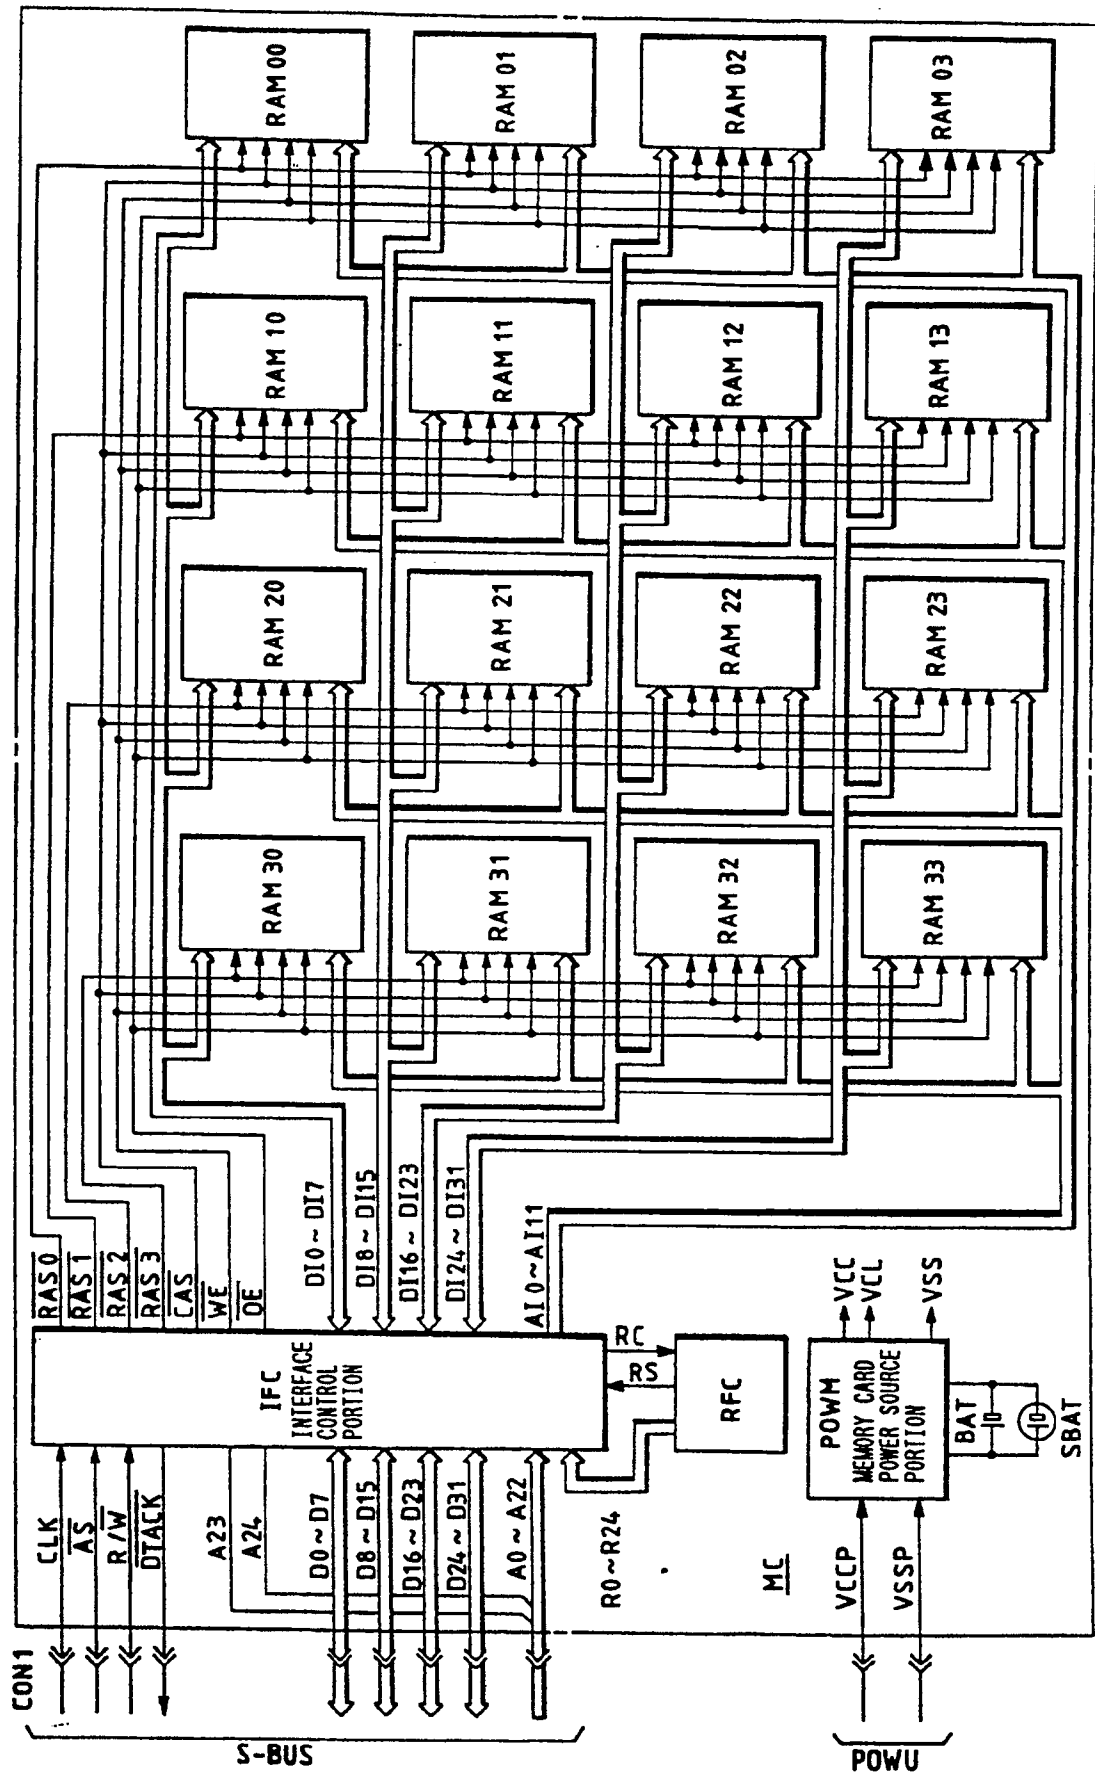 CON1
S-BUS
CLK
AS
R/W
DTACK
A23
A24
D0~D7
D8~D15
D16~D23
D24~D31
A0~A22
R0~R24
MC
VCCP
VSSP
POWU
IFC
INTERFACE
CONTROL
PORTION
RC
RS
RFC
POWM
MEMORY CARD
POWER SOURCE
PORTION
BAT
SBAT
VCC
VCL
VSS
RAS0
RAS1
RAS2
RAS3
CAS
WE
OE
DI0~DI7
DI8~DI15
DI16~DI23
DI24~DI31
AI0~AI11
RAM 30
RAM 20
RAM 10
RAM 00
RAM 31
RAM 21
RAM 11
RAM 01
RAM 32
RAM 22
RAM 12
RAM 02
RAM 33
RAM 23
RAM 13
RAM 03